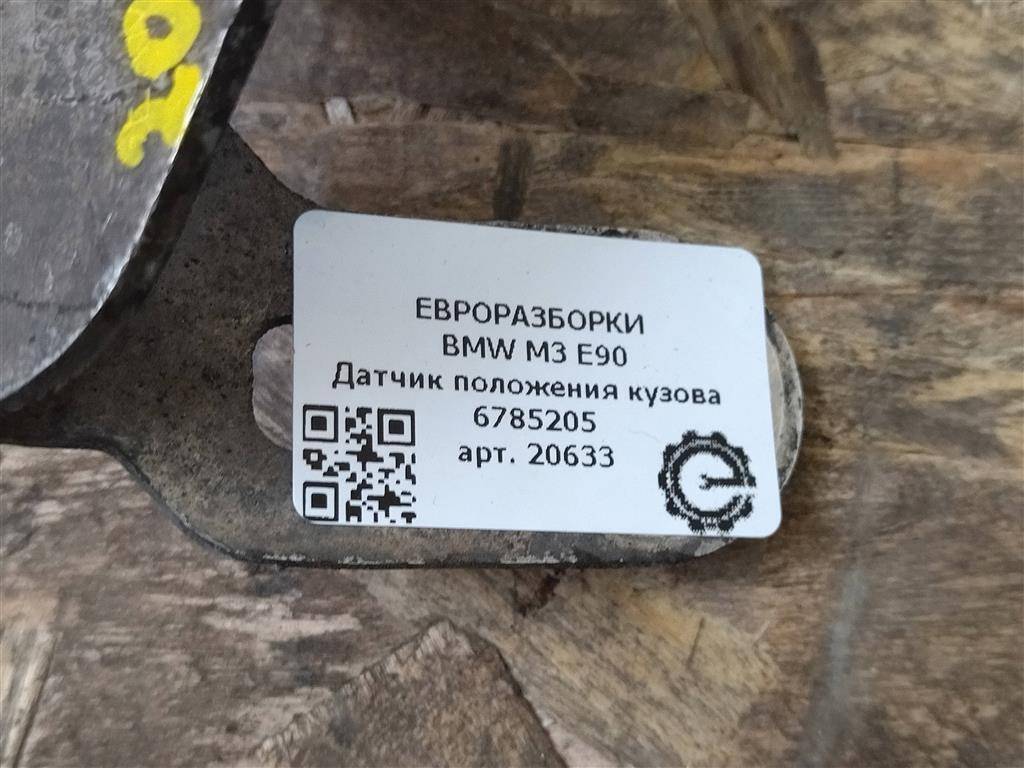 ЕВРОРАЗБОРКИ
BMW M3 E90
Датчик положения кузова
6785205
арт. 20633